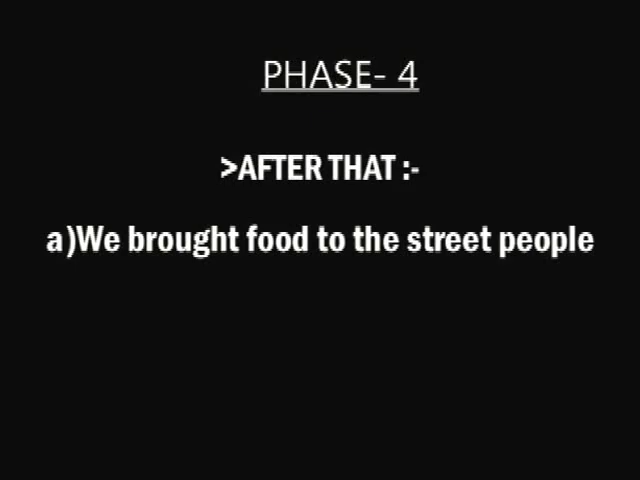 PHASE- 4
>AFTER THAT :-
a)We brought food to the street people